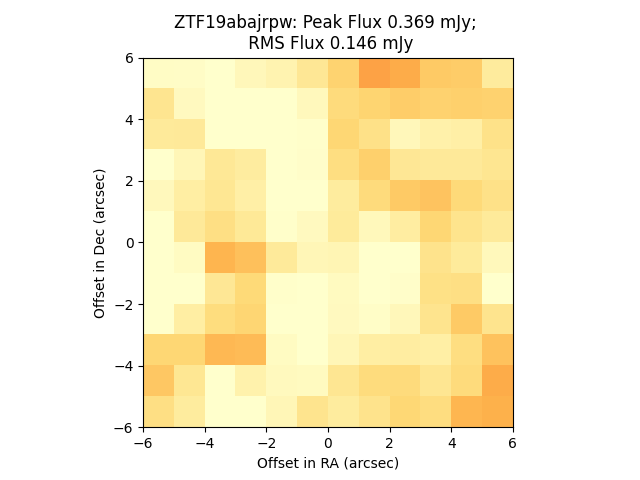 ZTF19abajrpw: Peak Flux 0.369 mJy;
RMS Flux 0.146 mJy
6
4
2
0
−2
−4
−6
Offset in Dec (arcsec)
−6 −4 −2 0 2 4 6
Offset in RA (arcsec)